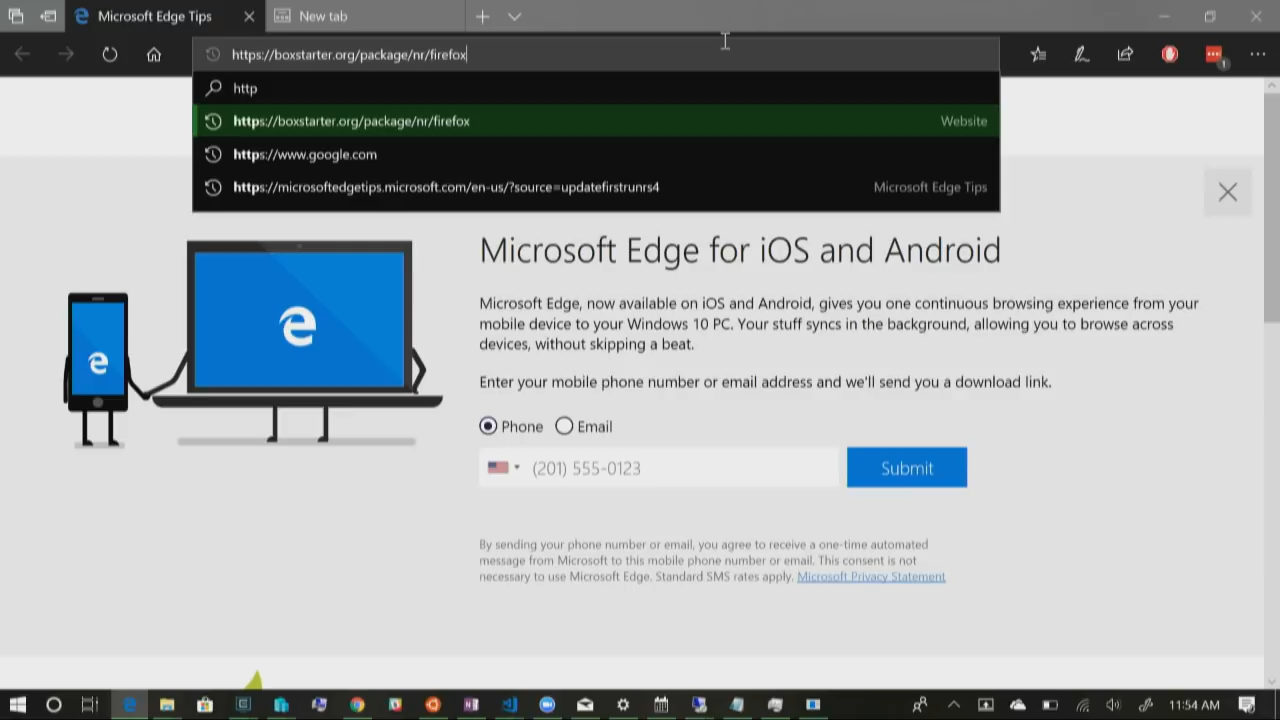 Microsoft Edge Tips
New tab
https://boxstarter.org/package/nr/firefox
http
https://boxstarter.org/package/nr/firefox Website
https://www.google.com
https://microsoftedgetips.microsoft.com/en-us/?source=updatefirstrunrs4 Microsoft Edge Tips
Microsoft Edge for iOS and Android
Microsoft Edge, now available on iOS and Android, gives you one continuous browsing experience from your
mobile device to your Windows 10 PC. Your stuff syncs in the background, allowing you to browse across
devices, without skipping a beat.
Enter your mobile phone number or email address and we'll send you a download link.
Phone Email
(201) 555-0123 Submit
By sending your phone number or email, you agree to receive a one-time automated
message from Microsoft to this mobile phone number or email. This consent is not
necessary to use Microsoft Edge. Standard SMS rates apply. Microsoft Privacy Statement
11:54 AM